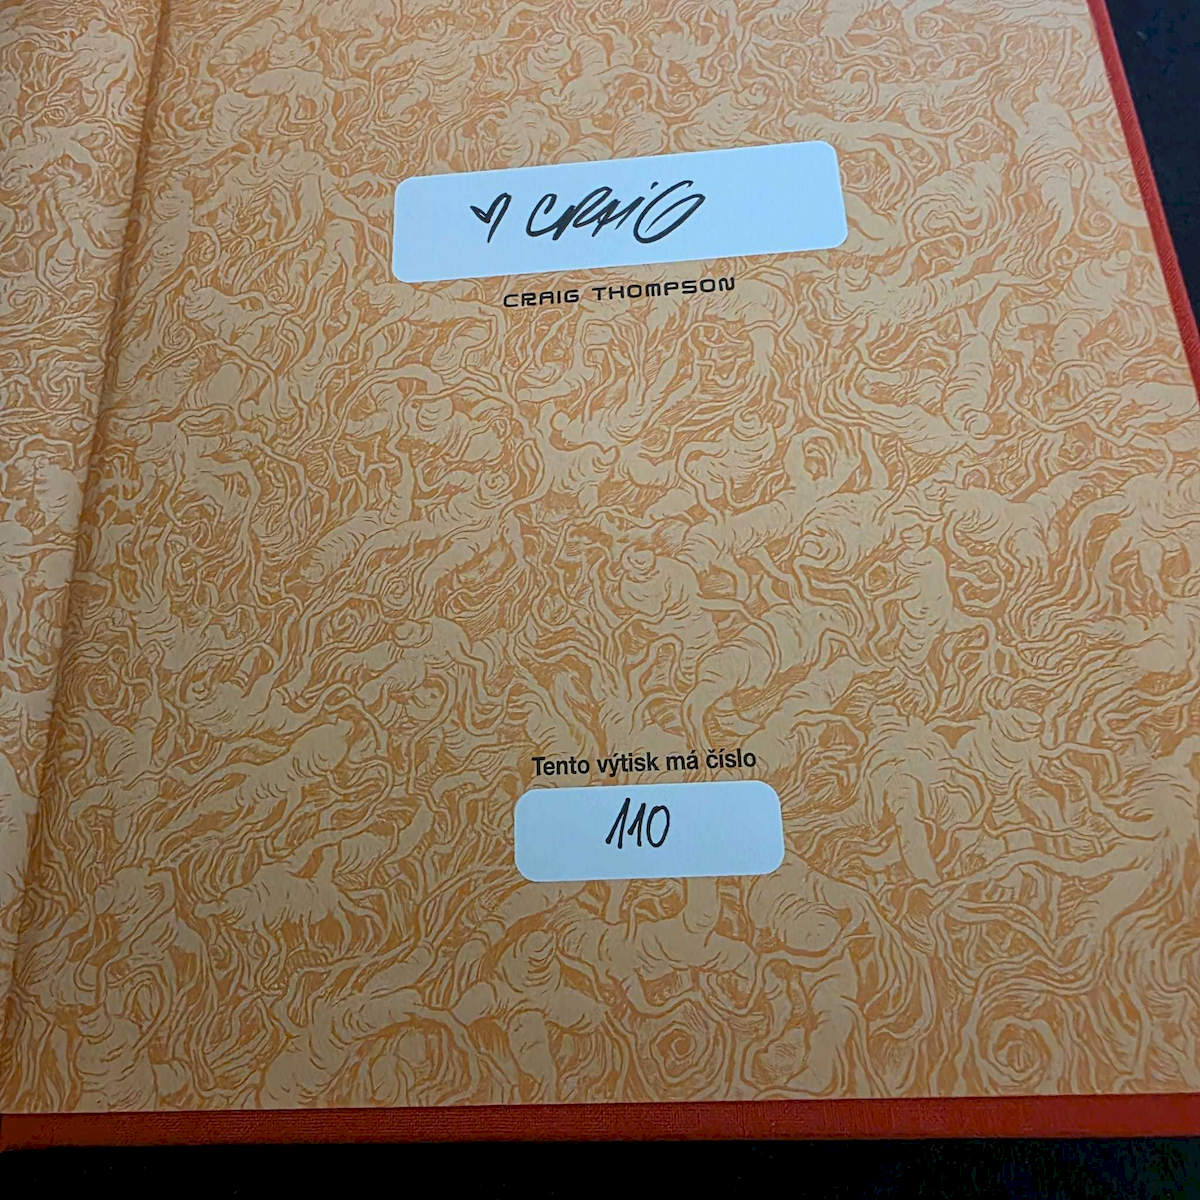 CRAIG
CRAIG THOMPSON
Tento výtisk má číslo
110